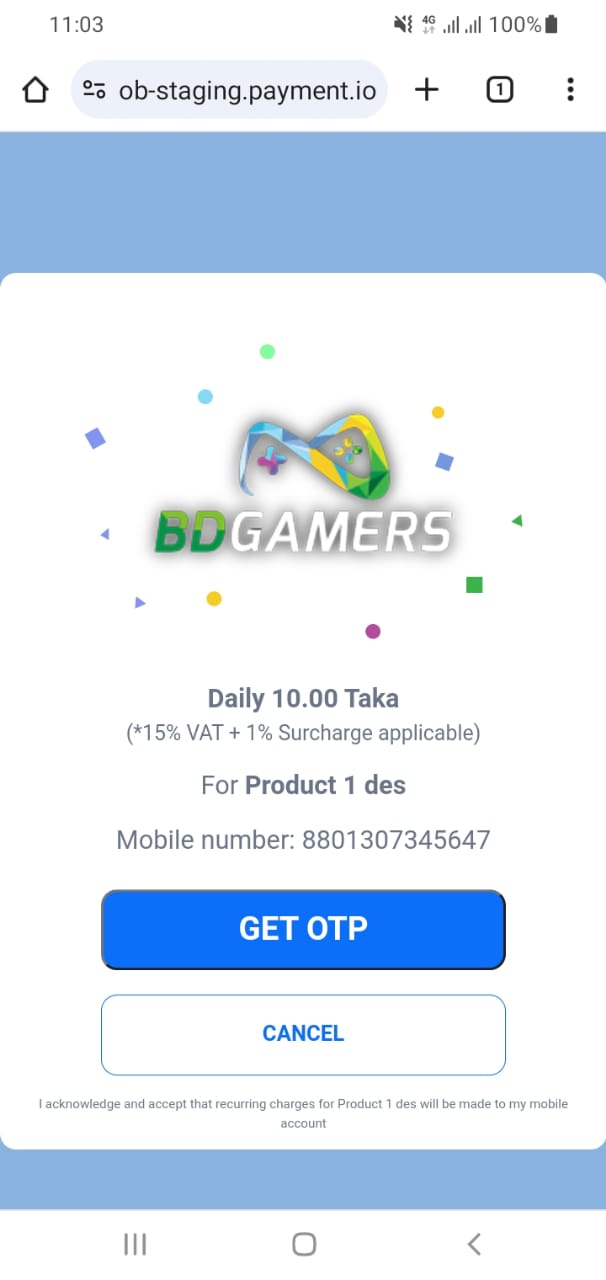 11:03 4G 100%
ob-staging.payment.io 1
BDGAMERS
Daily 10.00 Taka
(*15% VAT + 1% Surcharge applicable)
For Product 1 des
Mobile number: 8801307345647
GET OTP
CANCEL
I acknowledge and accept that recurring charges for Product 1 des will be made to my mobile
account